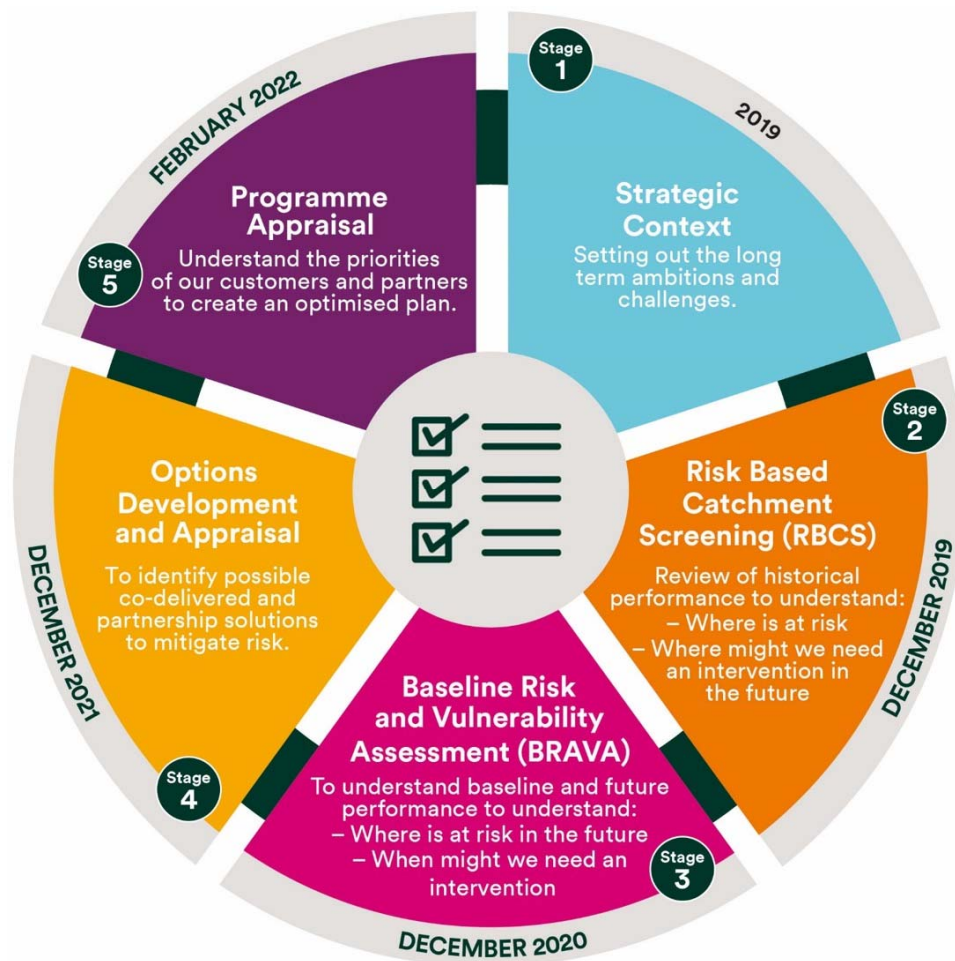 Stage
1
2019
Strategic
Context
Setting out the long
term ambitions and
challenges.
Stage
2
DECEMBER 2019
Risk Based
Catchment
Screening (RBCS)
Review of historical
performance to understand:
– Where is at risk
– Where might we need
an intervention in
the future
Stage
3
DECEMBER 2020
Baseline Risk
and Vulnerability
Assessment (BRAVA)
To understand baseline and future
performance to understand:
– Where is at risk in the future
– When might we need an
intervention
Stage
4
DECEMBER 2021
Options
Development
and Appraisal
To identify possible
co-delivered and
partnership solutions
to mitigate risk.
Stage
5
FEBRUARY 2022
Programme
Appraisal
Understand the priorities
of our customers and partners
to create an optimised plan.